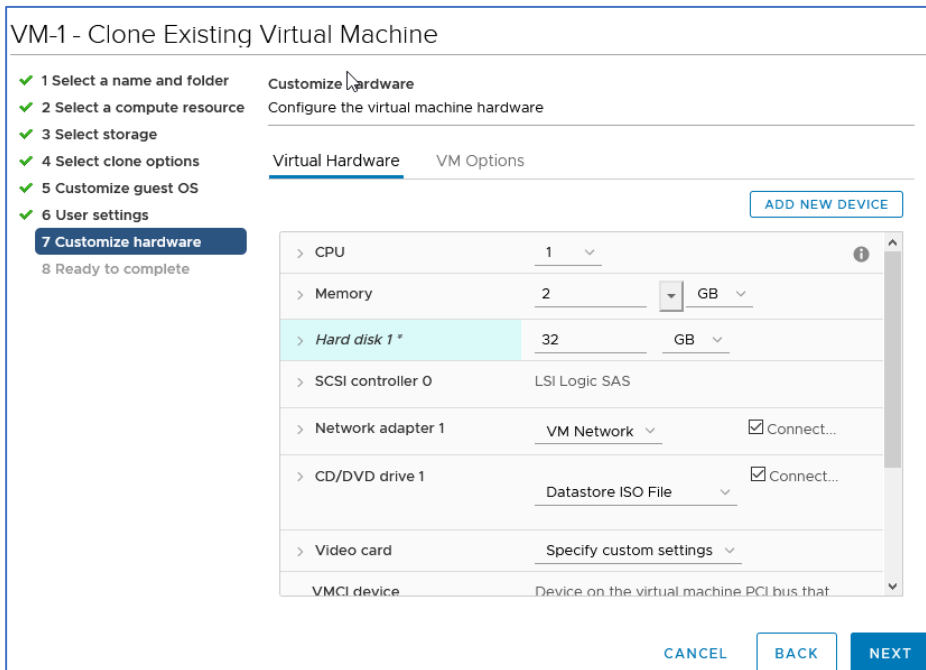 VM-1 - Clone Existing Virtual Machine
1 Select a name and folder
2 Select a compute resource
3 Select storage
4 Select clone options
5 Customize guest OS
6 User settings
7 Customize hardware
8 Ready to complete
Customize hardware
Configure the virtual machine hardware
Virtual Hardware VM Options
ADD NEW DEVICE
CPU 1
Memory 2 GB
Hard disk 1 * 32 GB
SCSI controller 0 LSI Logic SAS
Network adapter 1 VM Network Connect...
CD/DVD drive 1 Datastore ISO File Connect...
Video card Specify custom settings
VMCI device Device on the virtual machine PCI bus that
CANCEL BACK NEXT